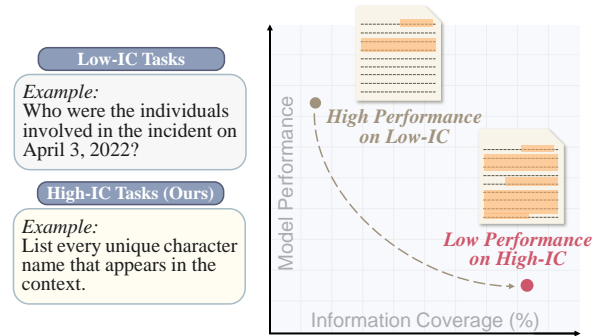 Low-IC Tasks
Example:
Who were the individuals
involved in the incident on
April 3, 2022?
High-IC Tasks (Ours)
Example:
List every unique character
name that appears in the
context.
Model Performance
High Performance
on Low-IC
Low Performance
on High-IC
Information Coverage (%)